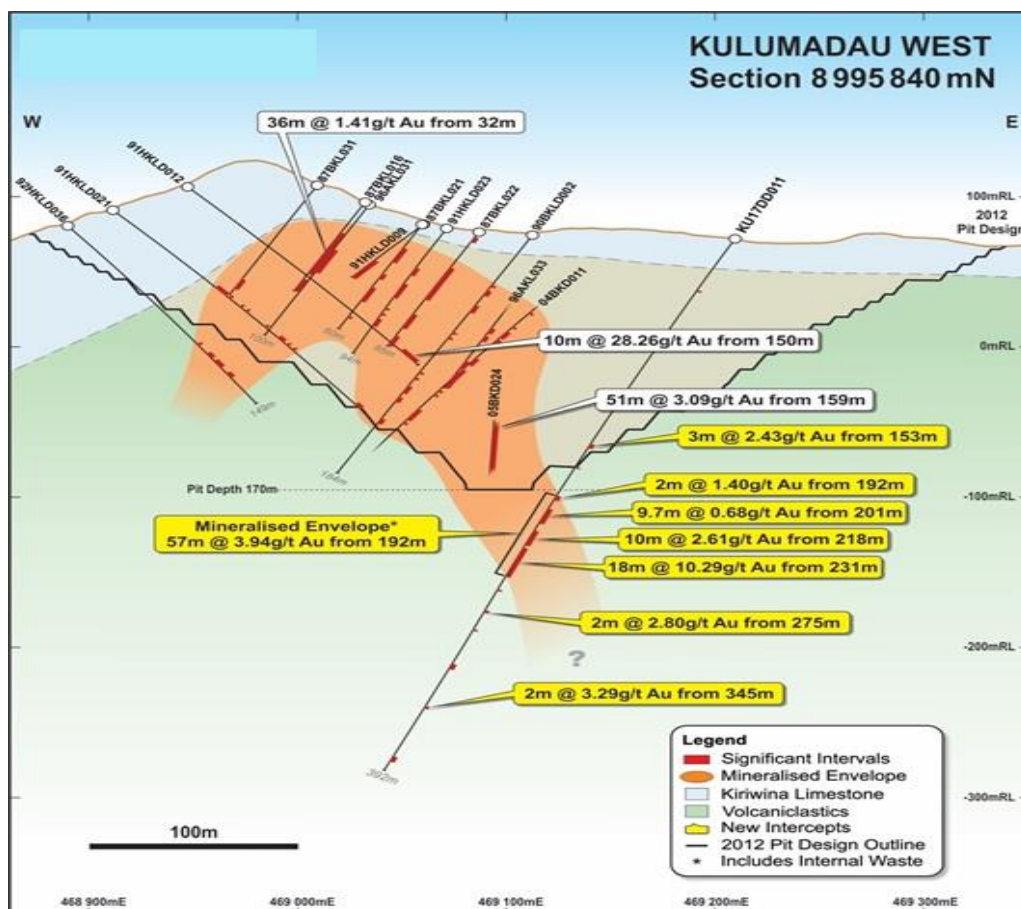 KULUMADAU WEST
Section 8 995 840 mN
W
E
36m @ 1.41g/t Au from 32m
92HKLD036
91HKLD021
91HKLD012
87BKL031
87BKL016
96AKL031
91HKLD009
87BKL021
91HKLD023
87BKL022
90BKLD002
96AKL033
04BKD011
KU17DD011
100mRL
2012
Pit Design
0mRL
10m @ 28.26g/t Au from 150m
05BKD024
51m @ 3.09g/t Au from 159m
149m
100m
94m
184m
3m @ 2.43g/t Au from 153m
Pit Depth 170m
-100mRL
2m @ 1.40g/t Au from 192m
9.7m @ 0.68g/t Au from 201m
Mineralised Envelope*
57m @ 3.94g/t Au from 192m
10m @ 2.61g/t Au from 218m
18m @ 10.29g/t Au from 231m
2m @ 2.80g/t Au from 275m
-200mRL
?
2m @ 3.29g/t Au from 345m
392m
-300mRL
Legend
Significant Intervals
Mineralised Envelope
Kiriwina Limestone
Volcaniclastics
New Intercepts
2012 Pit Design Outline
* Includes Internal Waste
100m
468 900mE
469 000mE
469 100mE
469 200mE
469 300mE